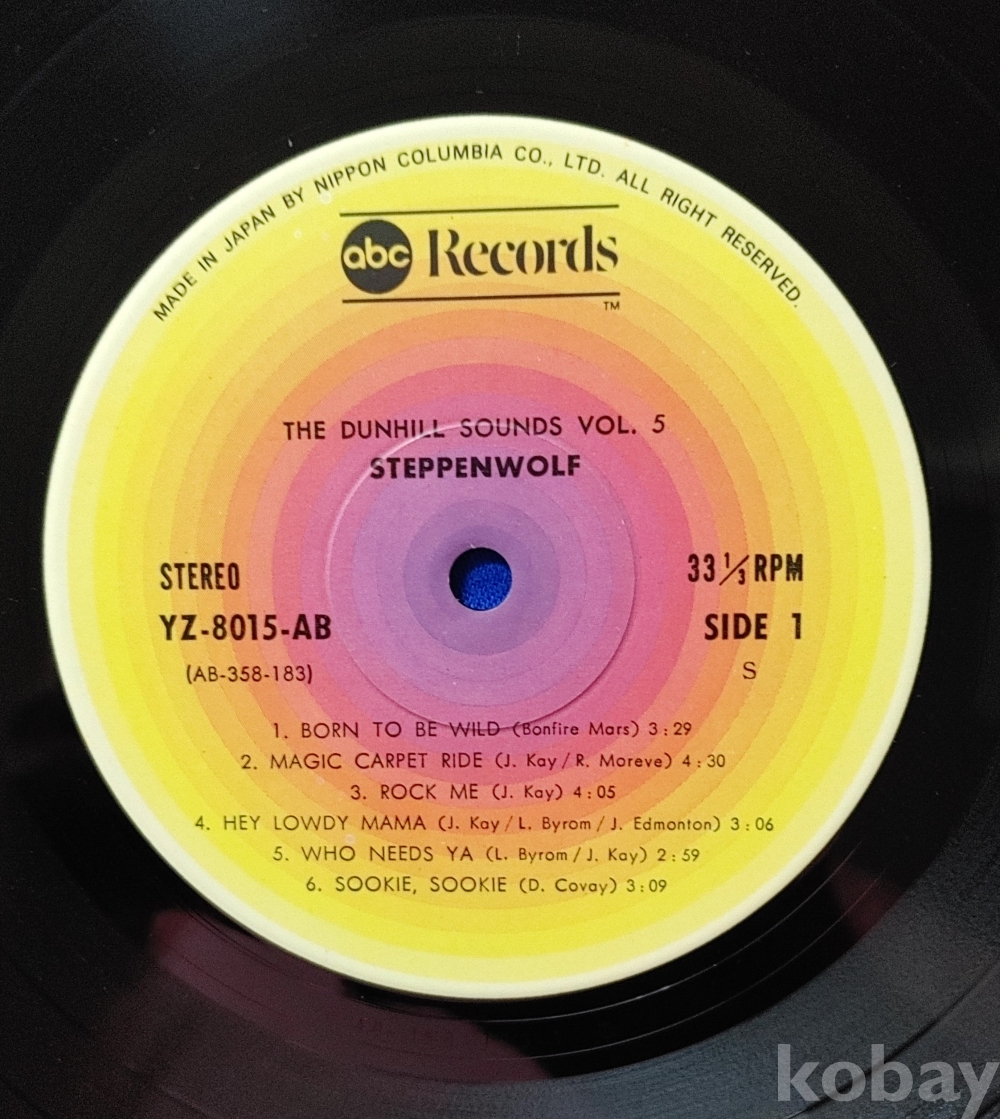 MADE IN JAPAN BY NIPPON COLUMBIA CO., LTD. ALL RIGHT RESERVED.
abc Records
TM
THE DUNHILL SOUNDS VOL. 5
STEPPENWOLF
STEREO 33 1/3 RPM
YZ-8015-AB SIDE 1
(AB-358-183) S
1. BORN TO BE WILD (Bonfire Mars) 3:29
2. MAGIC CARPET RIDE (J. Kay/R. Moreve) 4:30
3. ROCK ME (J. Kay) 4:05
4. HEY LOWDY MAMA (J. Kay/L. Byrom/J. Edmonton) 3:06
5. WHO NEEDS YA (L. Byrom/J. Kay) 2:59
6. SOOKIE, SOOKIE (D. Covay) 3:09
kobay